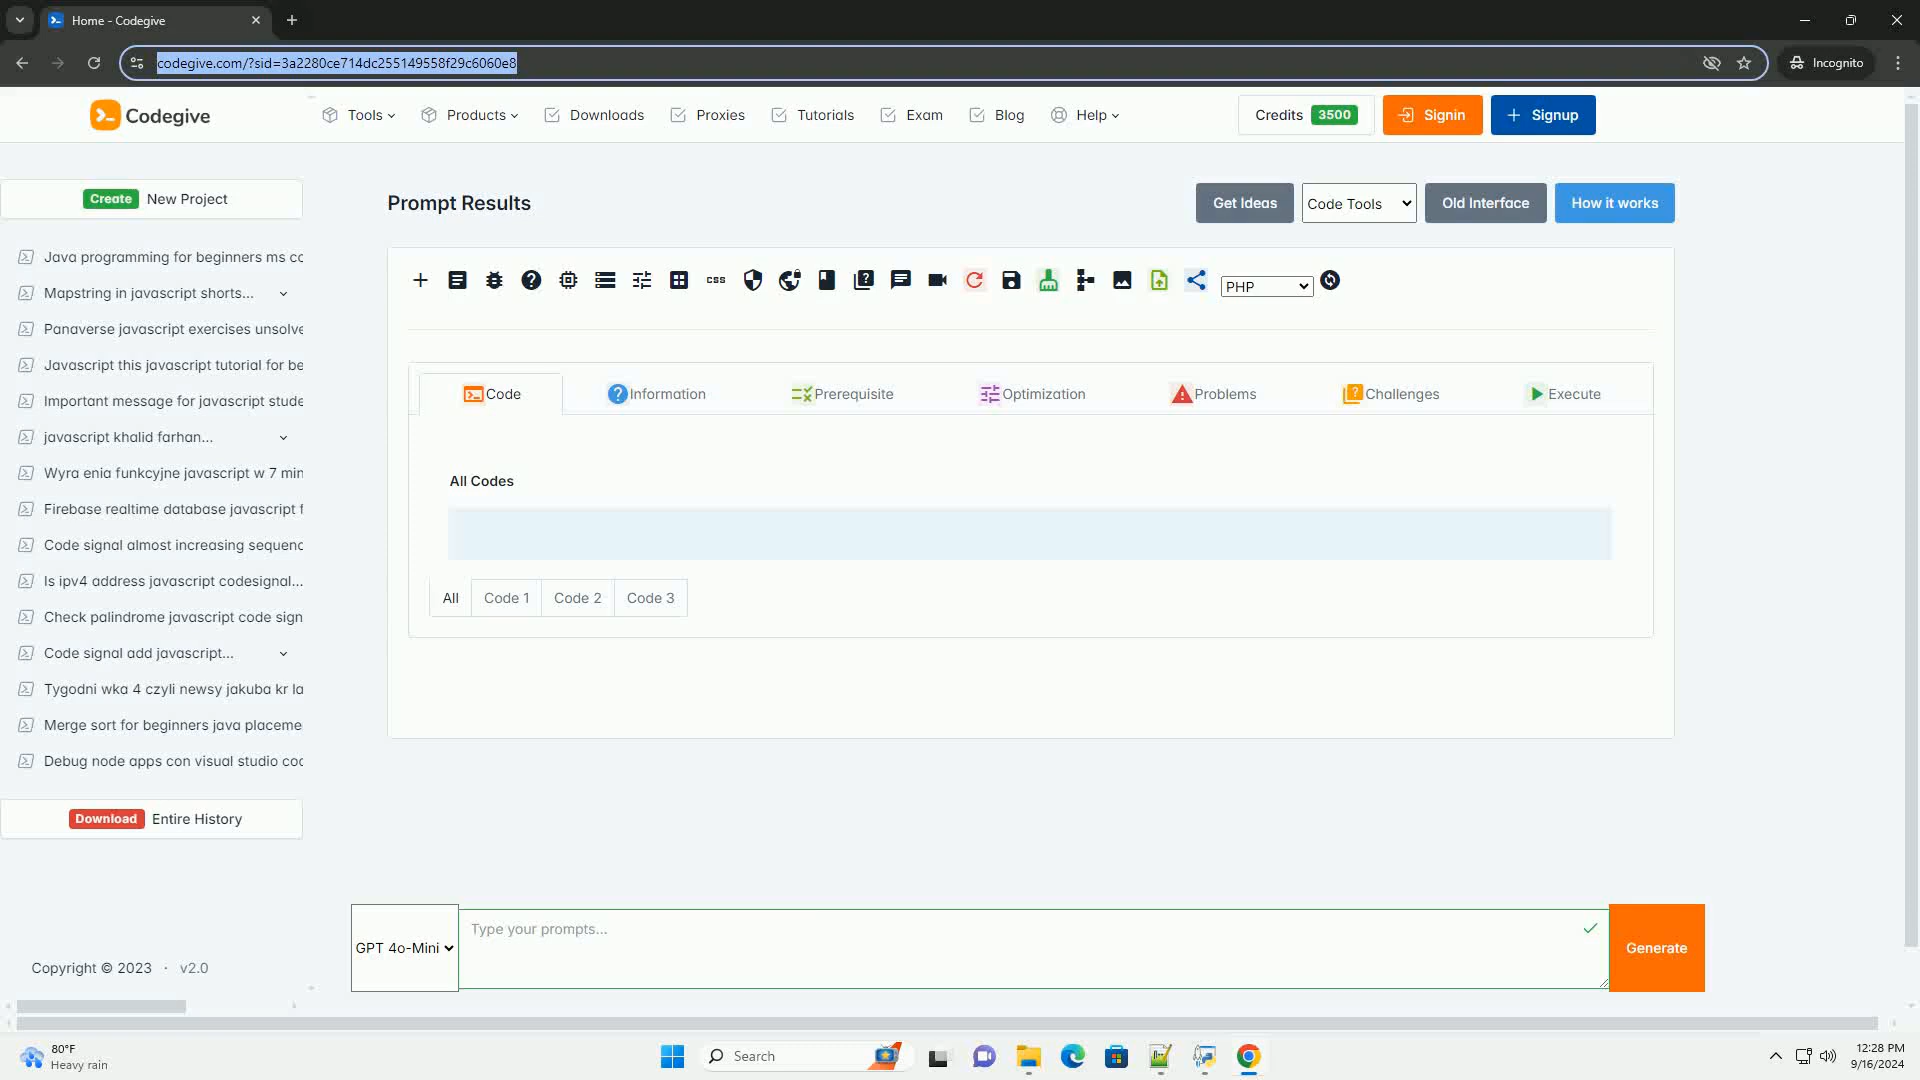 Home - Codegive
codegive.com/?sid=3a2280ce714dc255149558f29c6060e8
Incognito
Codegive
Tools
Products
Downloads
Proxies
Tutorials
Exam
Blog
Help
Credits 3500
Signin
Signup
Create New Project
Java programming for beginners ms cc
Mapstring in javascript shorts...
Panaverse javascript exercises unsolve
Javascript this javascript tutorial for be
Important message for javascript stude
javascript khalid farhan...
Wyra enia funkcyjne javascript w 7 min
Firebase realtime database javascript f
Code signal almost increasing sequenc
Is ipv4 address javascript codesignal...
Check palindrome javascript code sign
Code signal add javascript...
Tygodni wka 4 czyli newsy jakuba kr la
Merge sort for beginners java placeme
Debug node apps con visual studio coc
Download Entire History
Copyright © 2023 · v2.0
Prompt Results
Get Ideas
Code Tools
Old Interface
How it works
css
PHP
Code
Information
Prerequisite
Optimization
Problems
Challenges
Execute
All Codes
All
Code 1
Code 2
Code 3
GPT 4o-Mini
Type your prompts...
Generate
80°F
Heavy rain
Search
12:28 PM
9/16/2024